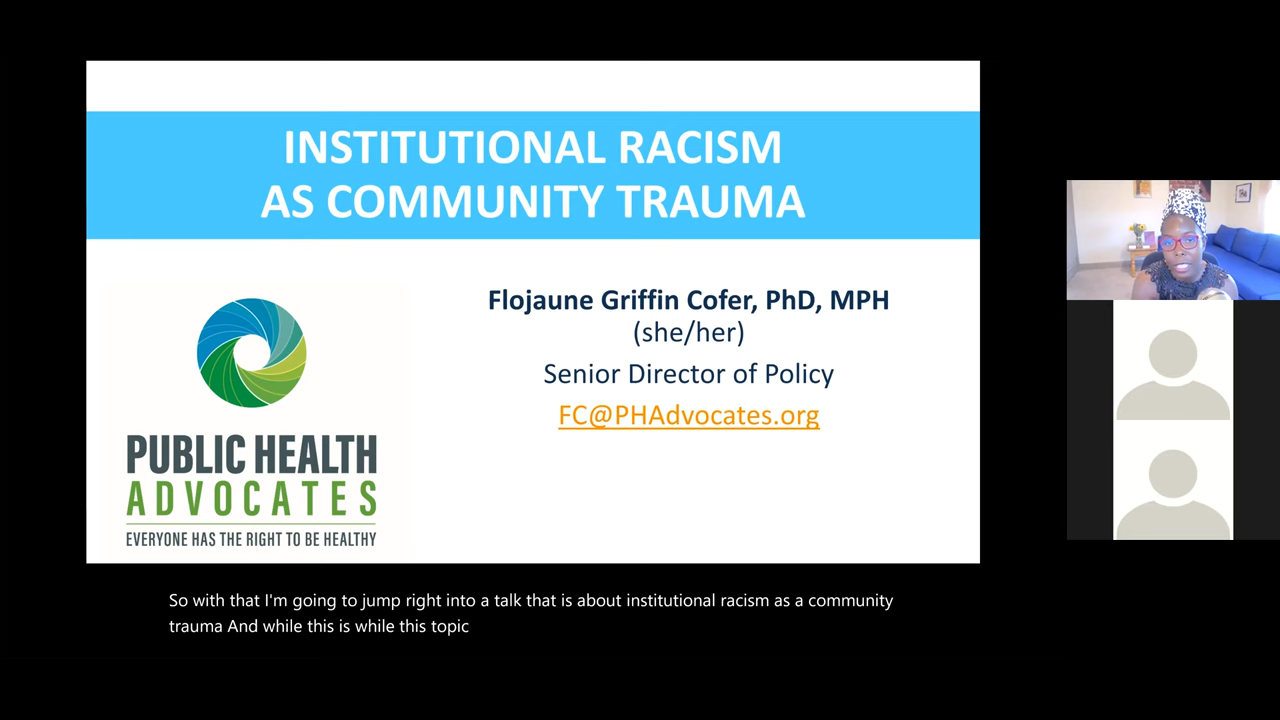 INSTITUTIONAL RACISM
AS COMMUNITY TRAUMA
Flojaune Griffin Cofer, PhD, MPH
(she/her)
Senior Director of Policy
FC@PHAdvocates.org
PUBLIC HEALTH
ADVOCATES
EVERYONE HAS THE RIGHT TO BE HEALTHY
So with that I'm going to jump right into a talk that is about institutional racism as a community
trauma And while this is while this topic